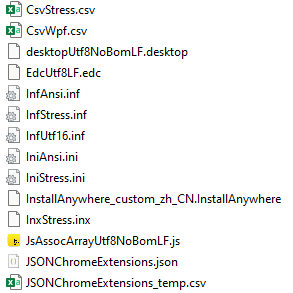 CsvStress.csv
CsvWpf.csv
desktopUtf8NoBomLF.desktop
EdcUtf8LF.edc
InfAnsi.inf
InfStress.inf
InfUtf16.inf
IniAnsi.ini
IniStress.ini
InstallAnywhere_custom_zh_CN.InstallAnywhere
InxStress.inx
JsAssocArrayUtf8NoBomLF.js
JSONChromeExtensions.json
JSONChromeExtensions_temp.csv